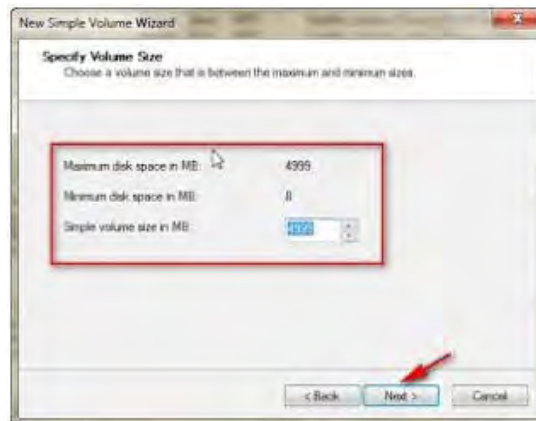 New Simple Volume Wizard
Specify Volume Size
Choose a volume size that is between the maximum and minimum sizes.
Maximum disk space in MB: 4999
Minimum disk space in MB: 8
Simple volume size in MB: 4999
< Back Next > Cancel